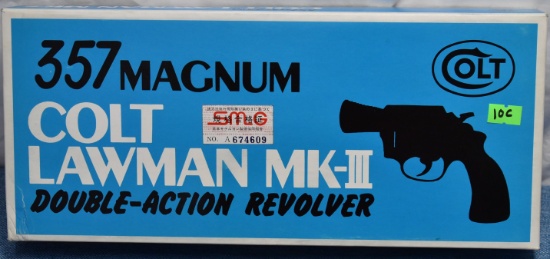 357 MAGNUM
COLT
COLT
LAWMAN MK-III
DOUBLE-ACTION REVOLVER
SMG
NO. A 674609
10C